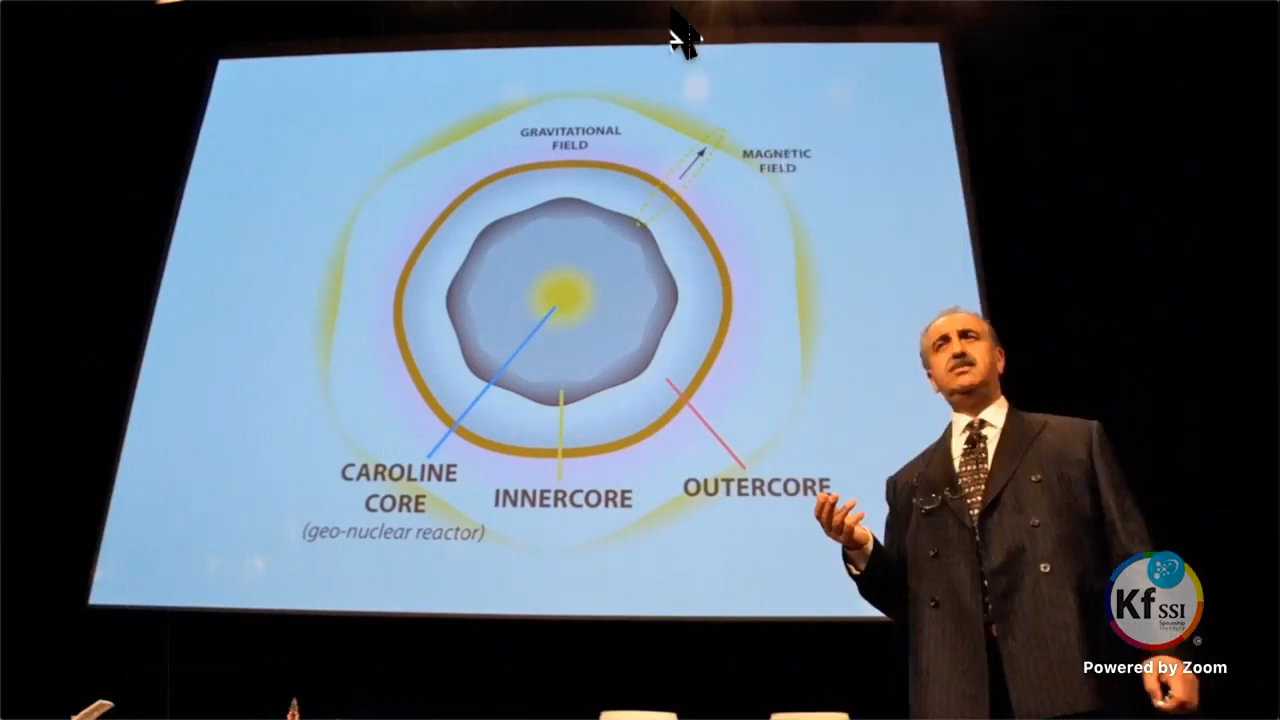 GRAVITATIONAL
FIELD
MAGNETIC
FIELD
CAROLINE
CORE
(geo-nuclear reactor)
INNERCORE
OUTERCORE
Kf SSI
Powered by Zoom